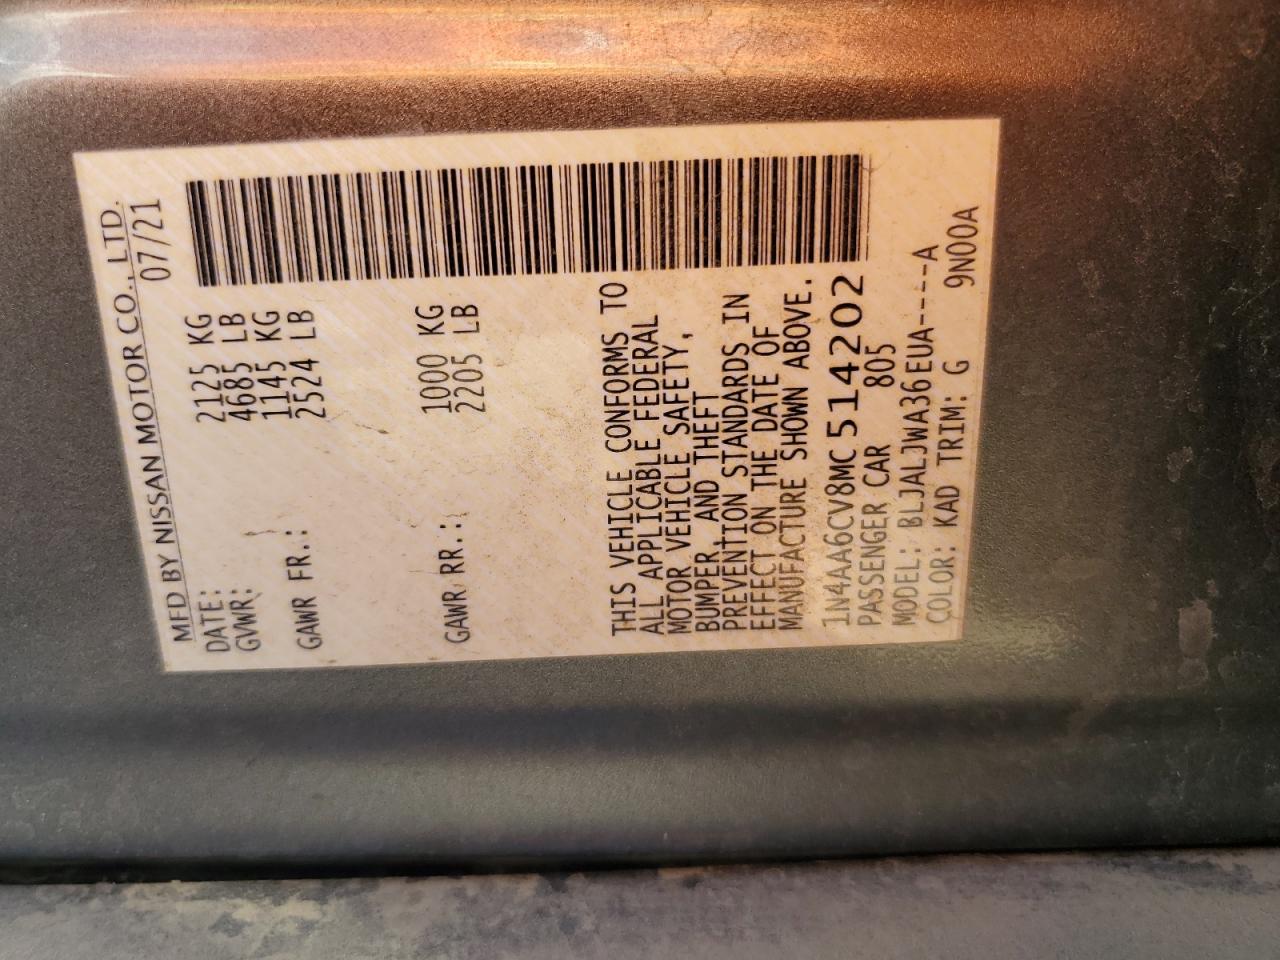 MFD BY NISSAN MOTOR CO., LTD.
DATE: 07/21
GVWR: 2125 KG
4685 LB
GAWR FR.: 1145 KG
2524 LB
GAWR RR.: 1000 KG
2205 LB
THIS VEHICLE CONFORMS TO
ALL APPLICABLE FEDERAL
MOTOR VEHICLE SAFETY,
BUMPER, AND THEFT
PREVENTION STANDARDS IN
EFFECT ON THE DATE OF
MANUFACTURE SHOWN ABOVE.
1N4AA6CV8MC514202
PASSENGER CAR 805
MODEL: BLJALJWA36EUA----A
COLOR: KAD TRIM: G 9N00A